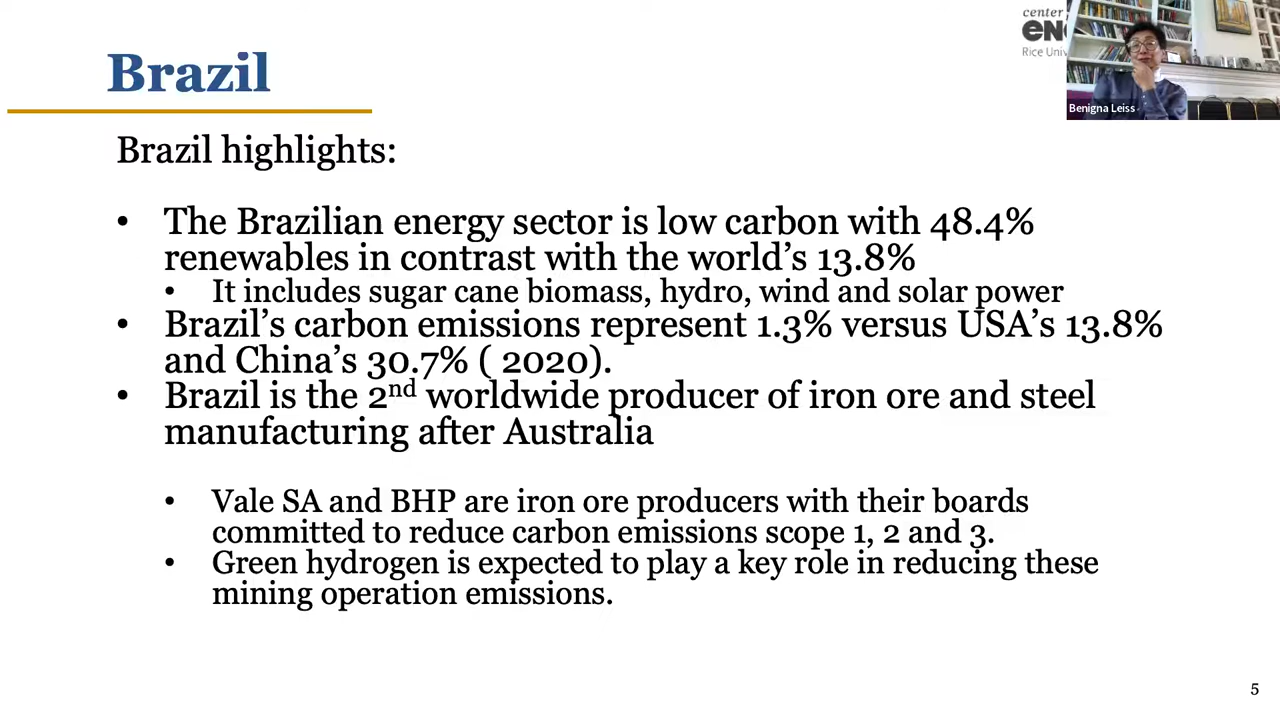 center
Rice Univ
Benigna Leiss
Brazil
Brazil highlights:
• The Brazilian energy sector is low carbon with 48.4%
renewables in contrast with the world’s 13.8%
• It includes sugar cane biomass, hydro, wind and solar power
• Brazil’s carbon emissions represent 1.3% versus USA’s 13.8%
and China’s 30.7% ( 2020).
• Brazil is the 2nd worldwide producer of iron ore and steel
manufacturing after Australia
• Vale SA and BHP are iron ore producers with their boards
committed to reduce carbon emissions scope 1, 2 and 3.
• Green hydrogen is expected to play a key role in reducing these
mining operation emissions.
5